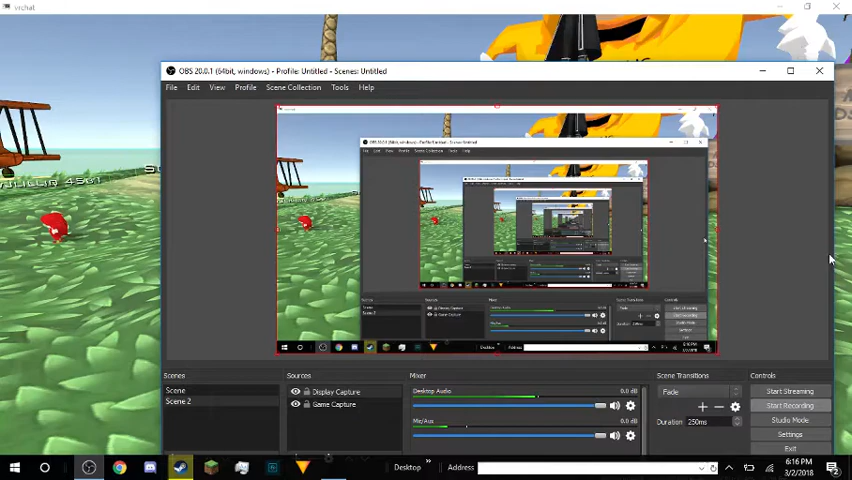 vrchat
OBS 20.0.1 (64bit, windows) - Profile: Untitled - Scenes: Untitled
File Edit View Profile Scene Collection Tools Help
Scenes
Sources
Mixer
Scene Transitions
Controls
Scene
Scene 2
Display Capture
Game Capture
Desktop Audio
0.0 dB
Mic/Aux
0.0 dB
Fade
Duration 250ms
Start Streaming
Start Recording
Studio Mode
Settings
Exit
Desktop
Address
6:16 PM
3/2/2018
2